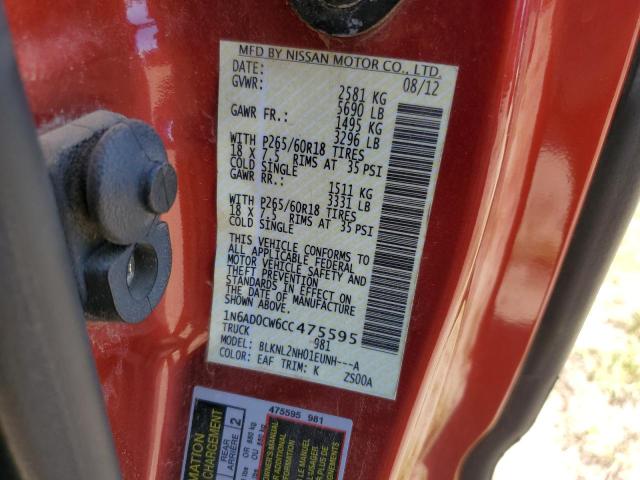 MFD BY NISSAN MOTOR CO., LTD.
DATE: 08/12
GVWR: 2581 KG
5690 LB
GAWR FR.: 1495 KG
3296 LB
WITH P265/60R18 TIRES
18 X 7.5 RIMS AT 35 PSI
COLD SINGLE
GAWR RR.: 1511 KG
3331 LB
WITH P265/60R18 TIRES
18 X 7.5 RIMS AT 35 PSI
COLD SINGLE
THIS VEHICLE CONFORMS TO
ALL APPLICABLE FEDERAL
MOTOR VEHICLE SAFETY AND
THEFT PREVENTION
STANDARDS IN EFFECT ON
THE DATE OF MANUFACTURE
SHOWN ABOVE.
1N6AD0CW6CC475595
TRUCK 981
MODEL: BLKNL2NH01EUNH---A
COLOR: EAF TRIM: K ZS00A
475595 981
REAR
ARRIÈRE 2